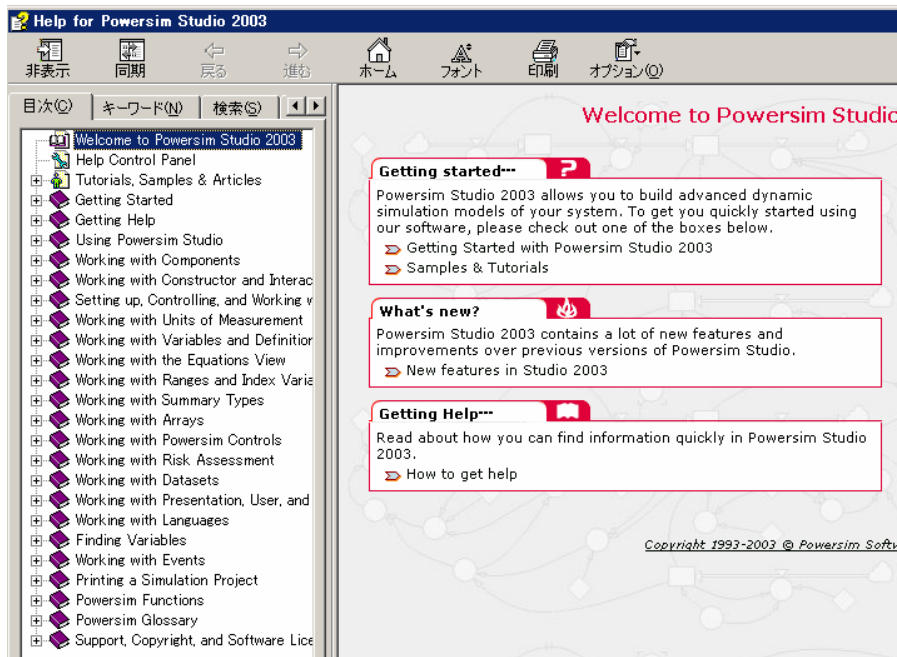 Help for Powersim Studio 2003
非表示 同期 戻る 進む ホーム フォント 印刷 オプション(O)
目次(C) キーワード(N) 検索(S)
Welcome to Powersim Studio 2003
Help Control Panel
Tutorials, Samples & Articles
Getting Started
Getting Help
Using Powersim Studio
Working with Components
Working with Constructor and Interac
Setting up, Controlling, and Working w
Working with Units of Measurement
Working with Variables and Definition
Working with the Equations View
Working with Ranges and Index Varia
Working with Summary Types
Working with Arrays
Working with Powersim Controls
Working with Risk Assessment
Working with Datasets
Working with Presentation, User, and
Working with Languages
Finding Variables
Working with Events
Printing a Simulation Project
Powersim Functions
Powersim Glossary
Support, Copyright, and Software Lice
Welcome to Powersim Studio
Getting started…
Powersim Studio 2003 allows you to build advanced dynamic
simulation models of your system. To get you quickly started using
our software, please check out one of the boxes below.
Getting Started with Powersim Studio 2003
Samples & Tutorials
What's new?
Powersim Studio 2003 contains a lot of new features and
improvements over previous versions of Powersim Studio.
New features in Studio 2003
Getting Help…
Read about how you can find information quickly in Powersim Studio
2003.
How to get help
Copyright 1993-2003 © Powersim Softw